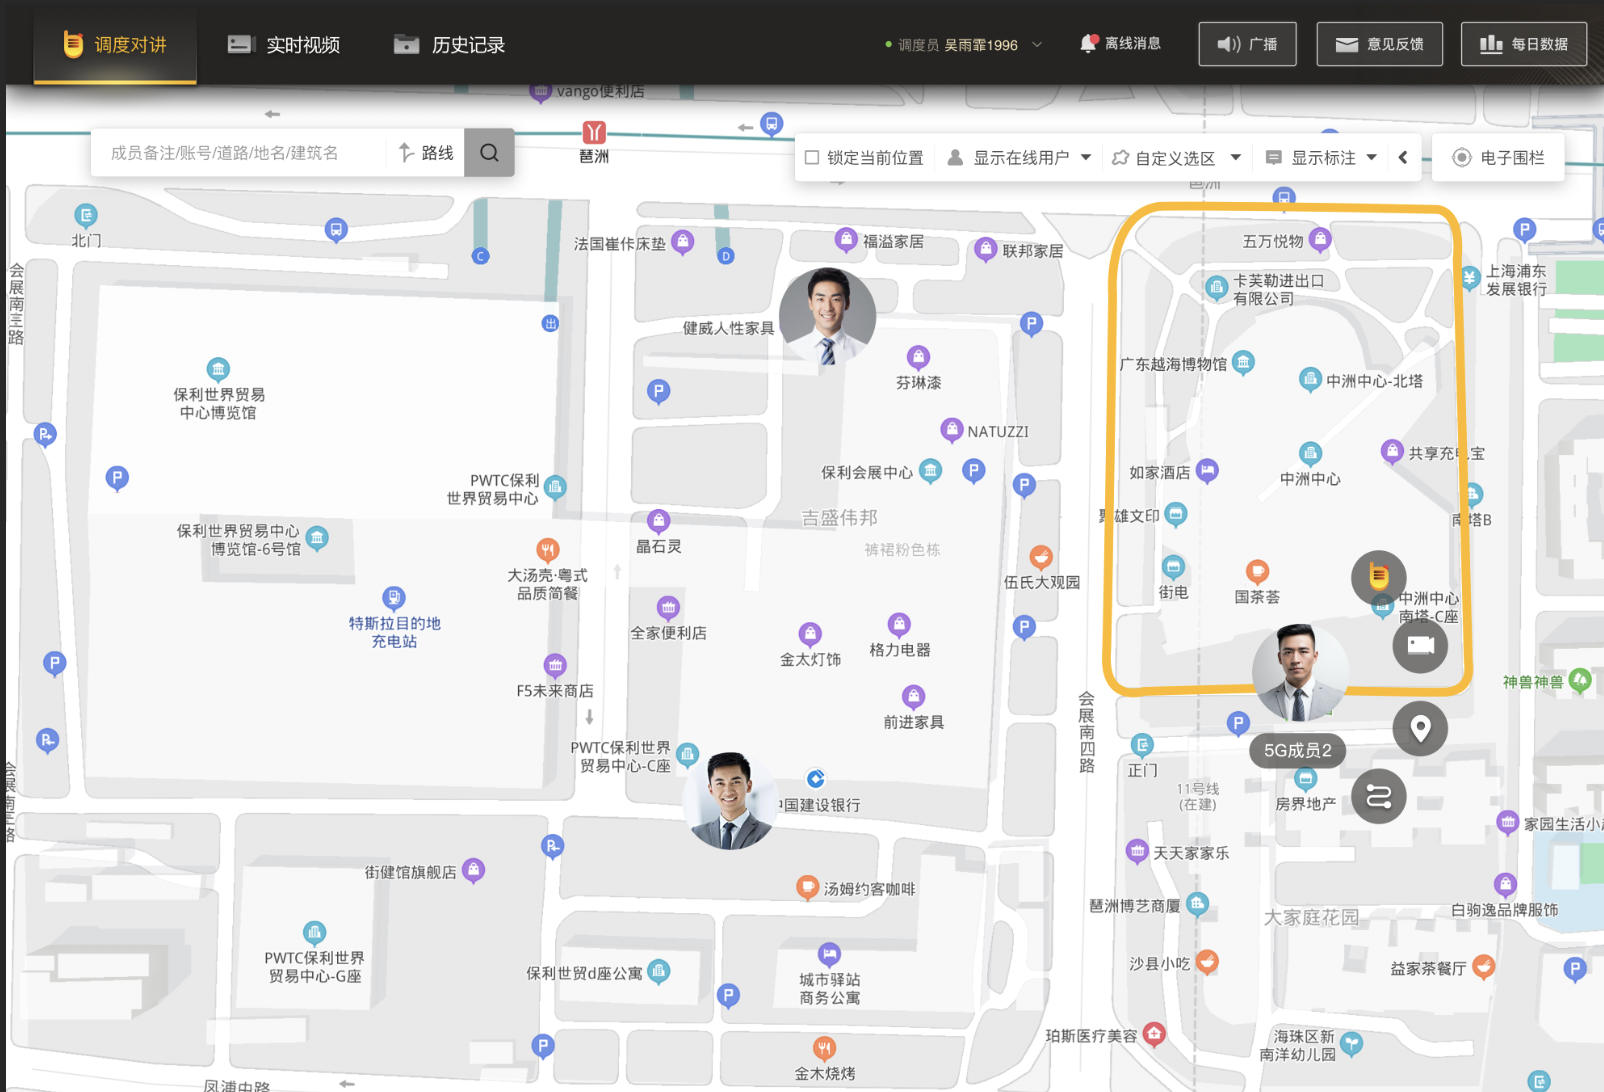 调度对讲
实时视频
历史记录
调度员 吴雨霏1996
离线消息
广播
意见反馈
每日数据
vango便利店
成员备注/账号/道路/地名/建筑名
路线
琶洲
锁定当前位置
显示在线用户
自定义选区
显示标注
电子围栏
琶洲
北门
法国崔佧床垫
C
D
福溢家居
联邦家居
五万悦物
卡芙勒进出口
有限公司
上海浦东
发展银行
会展南三路
出
健威人性家具
芬琳漆
广东越海博物馆
中洲中心-北塔
保利世界贸易
中心博览馆
NATUZZI
保利会展中心
如家酒店
中洲中心
共享充电宝
PWTC保利
世界贸易中心
吉盛伟邦
裤裙粉色栋
聚雄文印
南塔B
保利世界贸易中心
博览馆-6号馆
晶石灵
大汤壳·粤式
品质简餐
伍氏大观园
街电
国茶荟
中洲中心
南塔-C座
特斯拉目的地
充电站
全家便利店
金太灯饰
格力电器
F5未来商店
前进家具
神兽神兽
会展南四路
PWTC保利世界
贸易中心-C座
5G成员2
正门
中国建设银行
11号线
(在建)
房界地产
会展南三路
家园生活小超
天天家家乐
街健馆旗舰店
汤姆约客咖啡
琶洲博艺商厦
大家庭花园
白驹逸品牌服饰
PWTC保利世界
贸易中心-G座
保利世贸d座公寓
城市驿站
商务公寓
沙县小吃
益家茶餐厅
珀斯医疗美容
海珠区新
南洋幼儿园
金木烧烤
凤浦中路